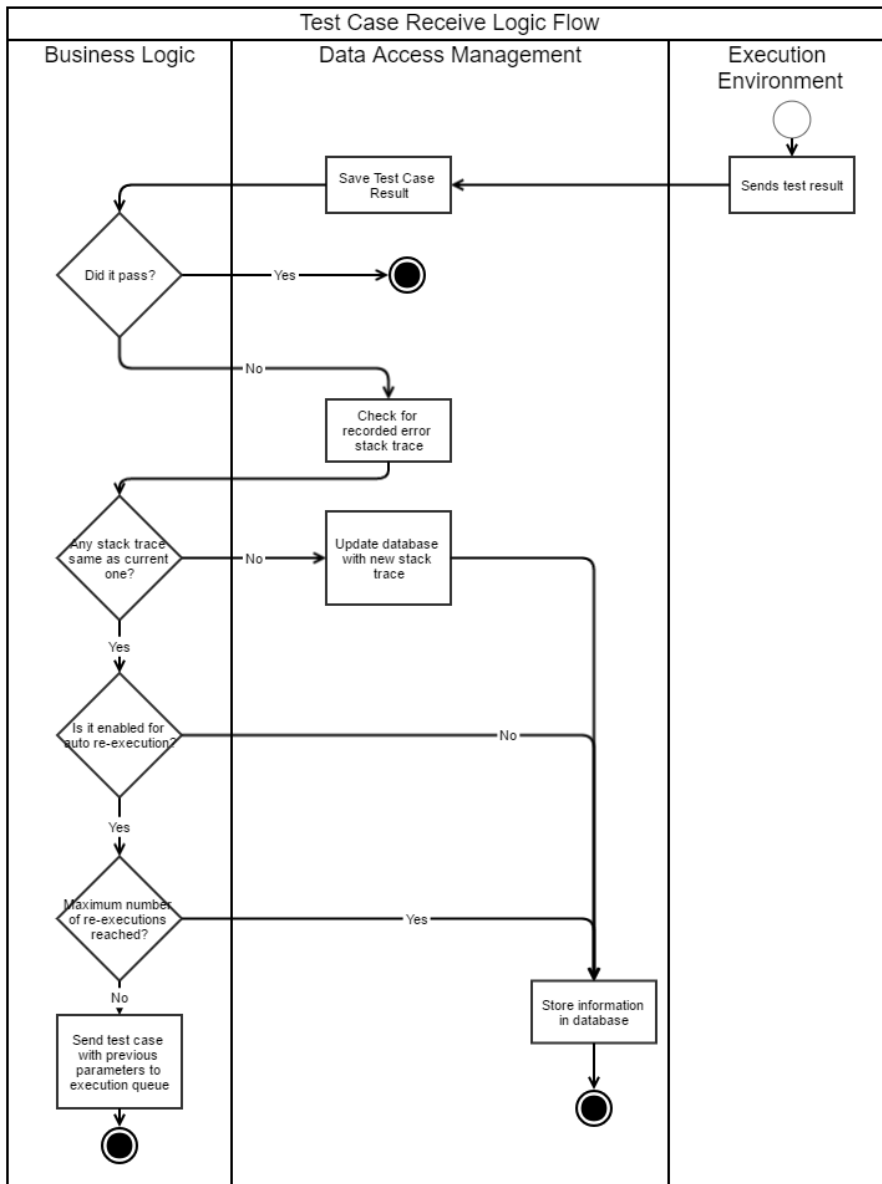 Test Case Receive Logic Flow
Business Logic
Data Access Management
Execution
Environment
Save Test Case
Result
Sends test result
Did it pass?
Yes
No
Check for
recorded error
stack trace
Any stack trace
same as current
one?
No
Update database
with new stack
trace
Yes
Is it enabled for
auto re-execution?
No
Yes
Maximum number
of re-executions
reached?
Yes
No
Store information
in database
Send test case
with previous
parameters to
execution queue